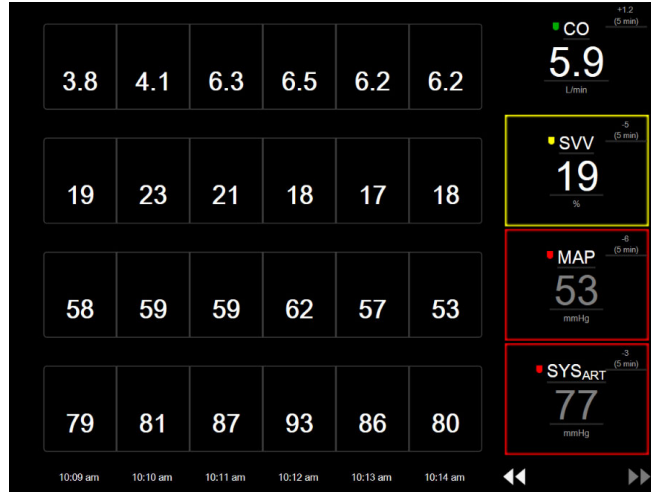 +1.2
CO (5 min)
3.8 4.1 6.3 6.5 6.2 6.2 5.9
L/min
-5
SVV (5 min)
19 23 21 18 17 18 19
%
MAP (5 min)
58 59 59 62 57 53 53
mmHg
-3
SYSART (5 min)
79 81 87 93 86 80 77
mmHg
10:09 am 10:10 am 10:11 am 10:12 am 10:13 am 10:14 am